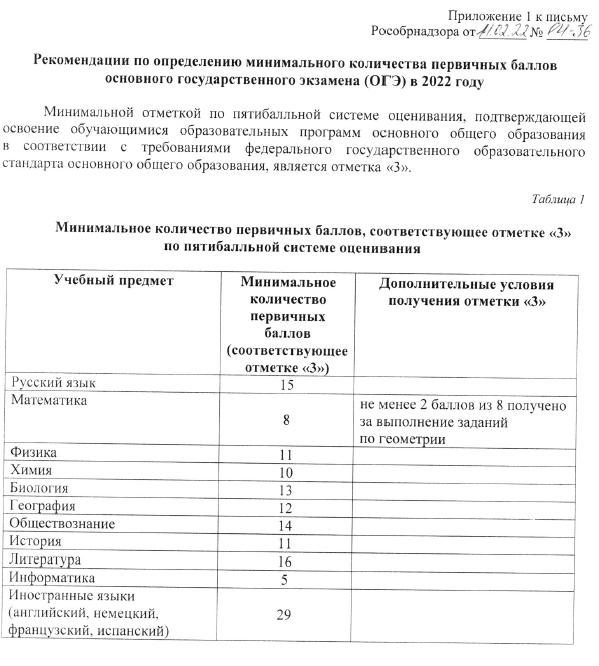 Приложение 1 к письму
Рособрнадзора от 11.02.22 № 04-36
Рекомендации по определению минимального количества первичных баллов
основного государственного экзамена (ОГЭ) в 2022 году
Минимальной отметкой по пятибалльной системе оценивания, подтверждающей
освоение обучающимися образовательных программ основного общего образования
в соответствии с требованиями федерального государственного образовательного
стандарта основного общего образования, является отметка «3».
Таблица 1
Минимальное количество первичных баллов, соответствующее отметке «3»
по пятибалльной системе оценивания
Учебный предмет
Минимальное
количество
первичных
баллов
(соответствующее
отметке «3»)
Дополнительные условия
получения отметки «3»
Русский язык 15
Математика
8
не менее 2 баллов из 8 получено
за выполнение заданий
по геометрии
Физика 11
Химия 10
Биология 13
География 12
Обществознание 14
История 11
Литература 16
Информатика 5
Иностранные языки
(английский, немецкий,
французский, испанский)
29